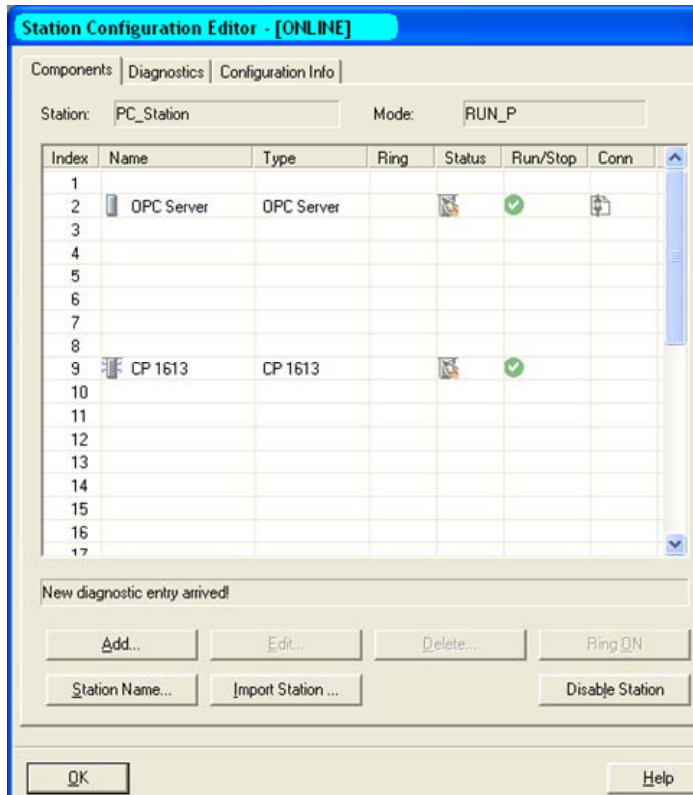 Station Configuration Editor - [ONLINE]
Components Diagnostics Configuration Info
Station: PC_Station Mode: RUN_P
Index Name Type Ring Status Run/Stop Conn
1
2 OPC Server OPC Server
3
4
5
6
7
8
9 CP 1613 CP 1613
10
11
12
13
14
15
16
17
New diagnostic entry arrived!
Add... Edit... Delete... Ring ON
Station Name... Import Station ... Disable Station
OK Help